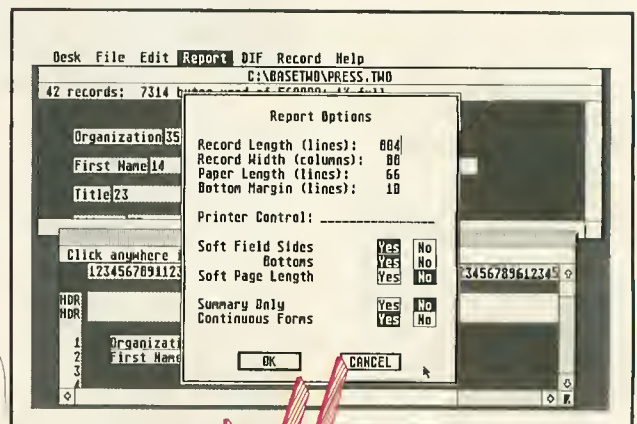 Desk File Edit Report DIF Record Help
C:\BASETWO\PRESS.TWO
42 records: 7314 bytes used of 1% full
Report Options
Organization 35
Record Length (lines): 004
Record Width (columns): 80
First Name 14
Paper Length (lines): 66
Bottom Margin (lines): 10
Title 23
Printer Control:
Soft Field Sides Yes No
Click anywhere
Bottoms Yes No
Soft Page Length Yes No
HDR
HDR
Summary Only Yes No
Continuous Forms Yes No
1 Organizati
2 First Name
3
4
OK CANCEL